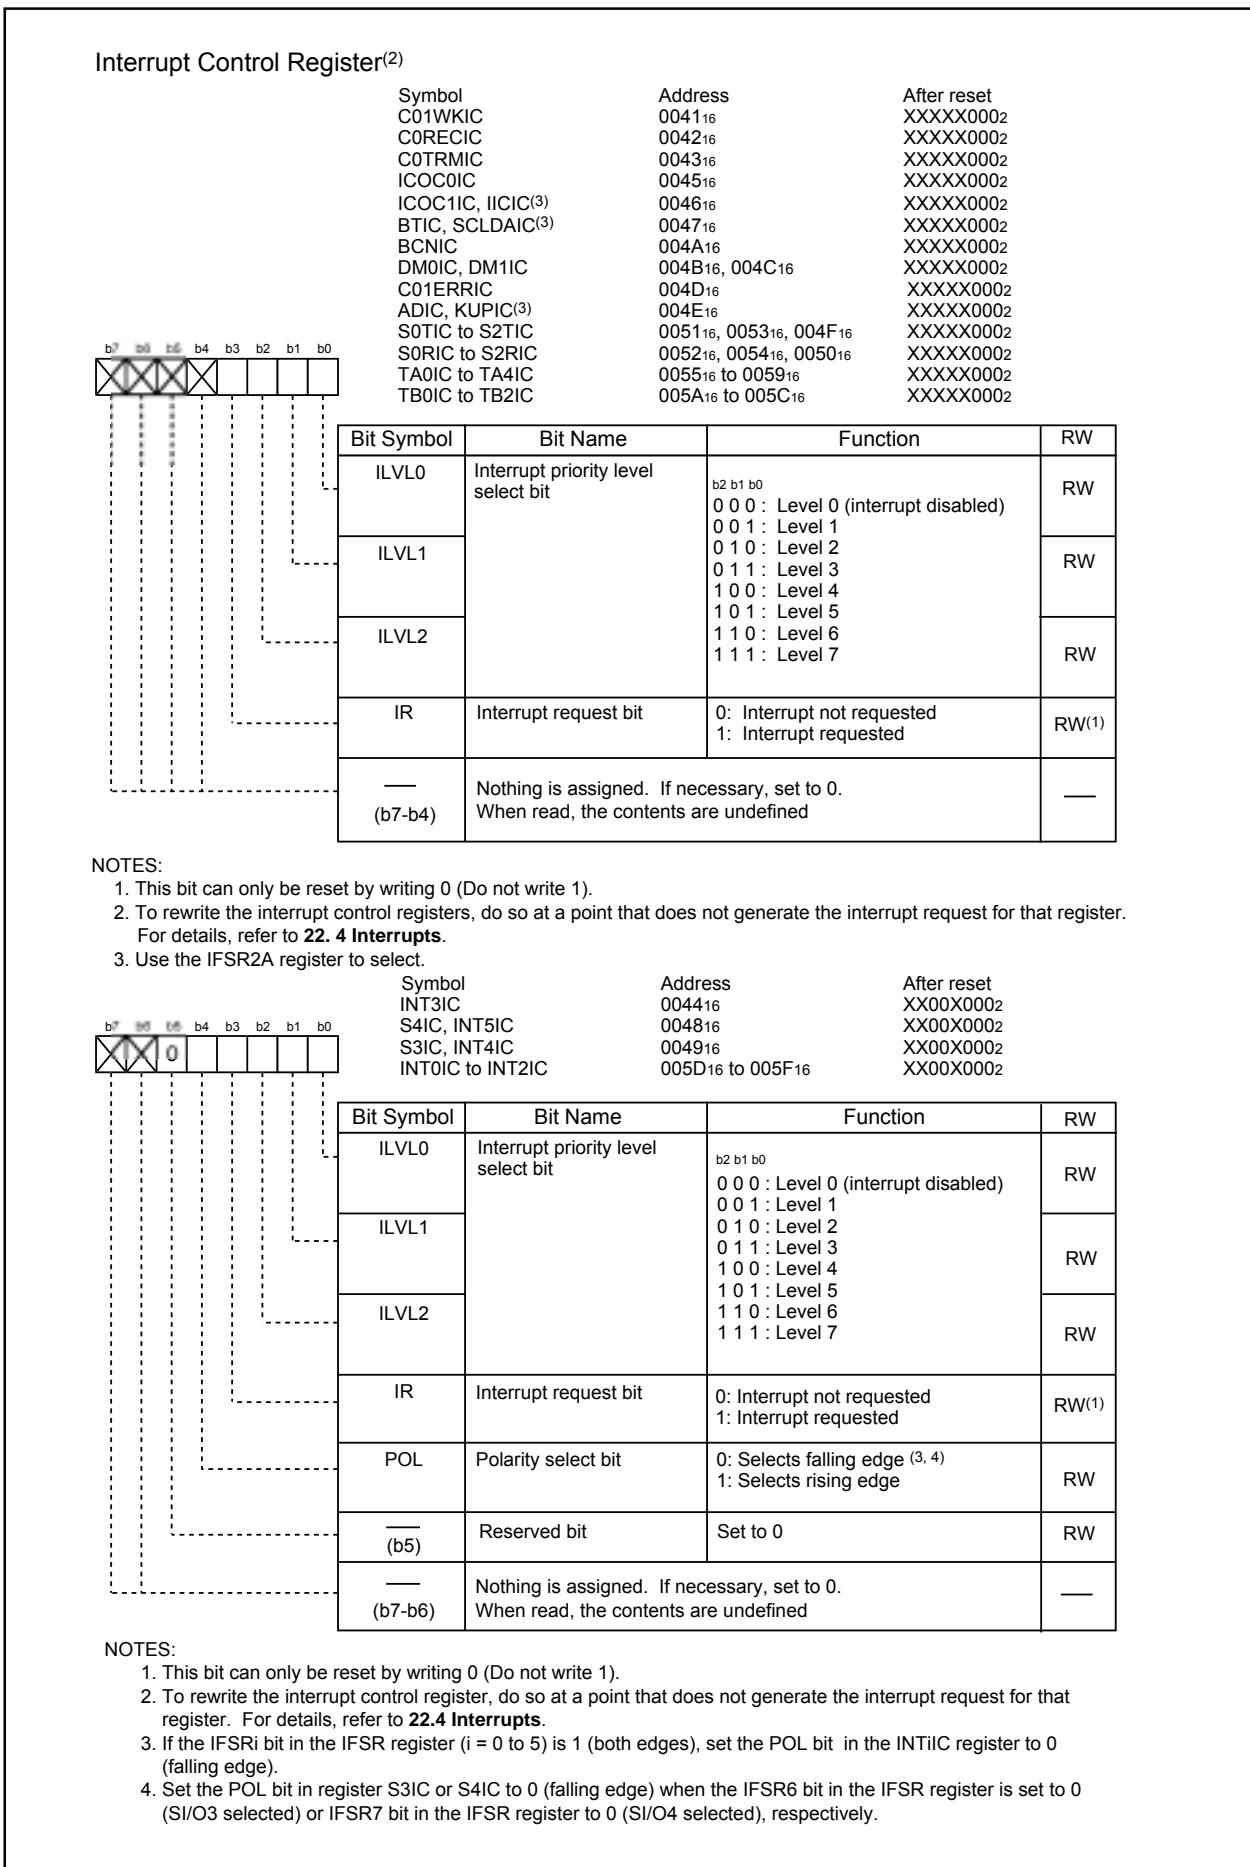 Interrupt Control Register(2)
Symbol Address After reset
C01WKIC 004116 XXXXX0002
C0RECIC 004216 XXXXX0002
C0TRMIC 004316 XXXXX0002
ICOC0IC 004516 XXXXX0002
ICOC1IC, IICIC(3) 004616 XXXXX0002
BTIC, SCLDAIC(3) 004716 XXXXX0002
BCNIC 004A16 XXXXX0002
DM0IC, DM1IC 004B16, 004C16 XXXXX0002
C01ERRIC 004D16 XXXXX0002
ADIC, KUPIC(3) 004E16 XXXXX0002
S0TIC to S2TIC 005116, 005316, 004F16 XXXXX0002
S0RIC to S2RIC 005216, 005416, 005016 XXXXX0002
TA0IC to TA4IC 005516 to 005916 XXXXX0002
TB0IC to TB2IC 005A16 to 005C16 XXXXX0002
b7 b6 b5 b4 b3 b2 b1 b0
Bit Symbol Bit Name Function RW
ILVL0 Interrupt priority level select bit RW
b2 b1 b0
0 0 0 : Level 0 (interrupt disabled)
0 0 1 : Level 1
ILVL1 0 1 0 : Level 2 RW
0 1 1 : Level 3
1 0 0 : Level 4
1 0 1 : Level 5
ILVL2 1 1 0 : Level 6 RW
1 1 1 : Level 7
IR Interrupt request bit 0: Interrupt not requested RW(1)
1: Interrupt requested
— (b7-b4) Nothing is assigned. If necessary, set to 0. —
When read, the contents are undefined
NOTES:
1. This bit can only be reset by writing 0 (Do not write 1).
2. To rewrite the interrupt control registers, do so at a point that does not generate the interrupt request for that register.
For details, refer to 22. 4 Interrupts.
3. Use the IFSR2A register to select.
Symbol Address After reset
INT3IC 004416 XX00X0002
S4IC, INT5IC 004816 XX00X0002
S3IC, INT4IC 004916 XX00X0002
INT0IC to INT2IC 005D16 to 005F16 XX00X0002
b7 b6 b5 b4 b3 b2 b1 b0
0
Bit Symbol Bit Name Function RW
ILVL0 Interrupt priority level select bit RW
b2 b1 b0
0 0 0 : Level 0 (interrupt disabled)
0 0 1 : Level 1
ILVL1 0 1 0 : Level 2 RW
0 1 1 : Level 3
1 0 0 : Level 4
1 0 1 : Level 5
ILVL2 1 1 0 : Level 6 RW
1 1 1 : Level 7
IR Interrupt request bit 0: Interrupt not requested RW(1)
1: Interrupt requested
POL Polarity select bit 0: Selects falling edge (3, 4) RW
1: Selects rising edge
— (b5) Reserved bit Set to 0 RW
— (b7-b6) Nothing is assigned. If necessary, set to 0. —
When read, the contents are undefined
NOTES:
1. This bit can only be reset by writing 0 (Do not write 1).
2. To rewrite the interrupt control register, do so at a point that does not generate the interrupt request for that
register. For details, refer to 22.4 Interrupts.
3. If the IFSRi bit in the IFSR register (i = 0 to 5) is 1 (both edges), set the POL bit in the INTiIC register to 0
(falling edge).
4. Set the POL bit in register S3IC or S4IC to 0 (falling edge) when the IFSR6 bit in the IFSR register is set to 0
(SI/O3 selected) or IFSR7 bit in the IFSR register to 0 (SI/O4 selected), respectively.